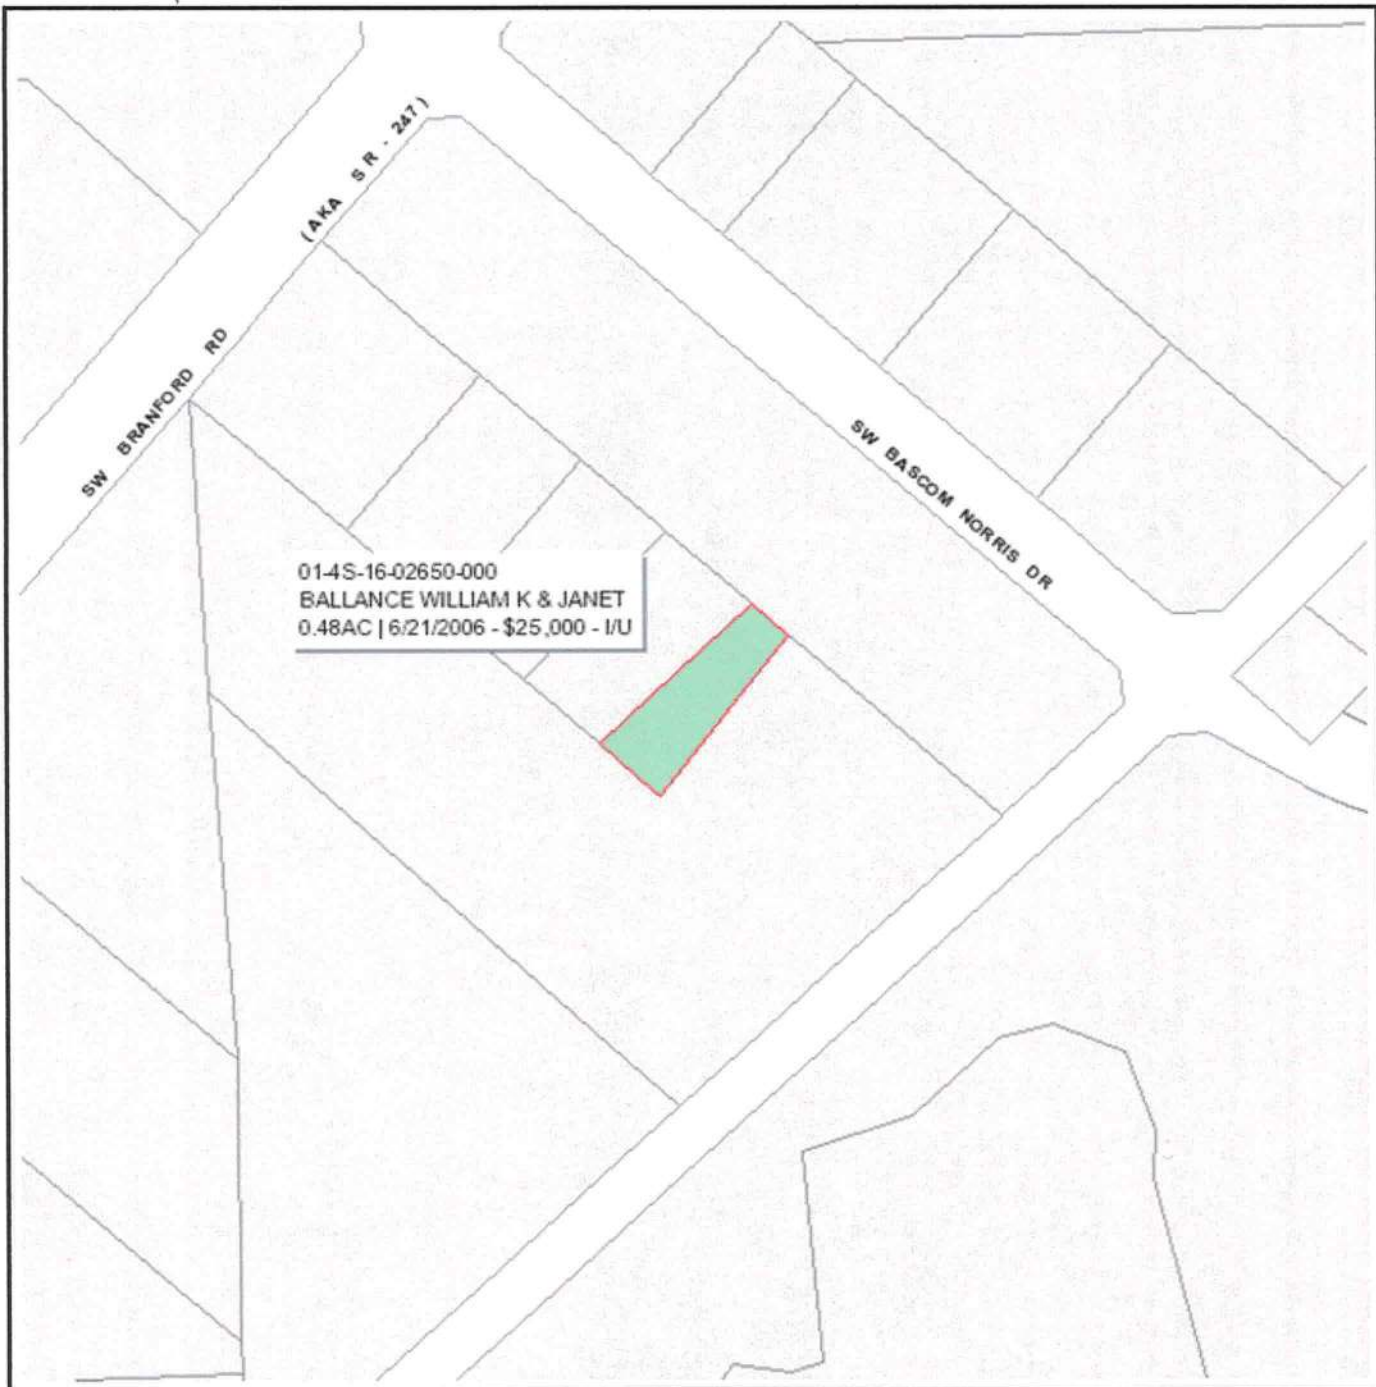 (AKA SR - 247)
SW BRANFORD RD
SW BASCOM NORRIS DR
01-4S-16-02650-000
BALLANCE WILLIAM K & JANET
0.48AC | 6/21/2006 - $25,000 - I/U